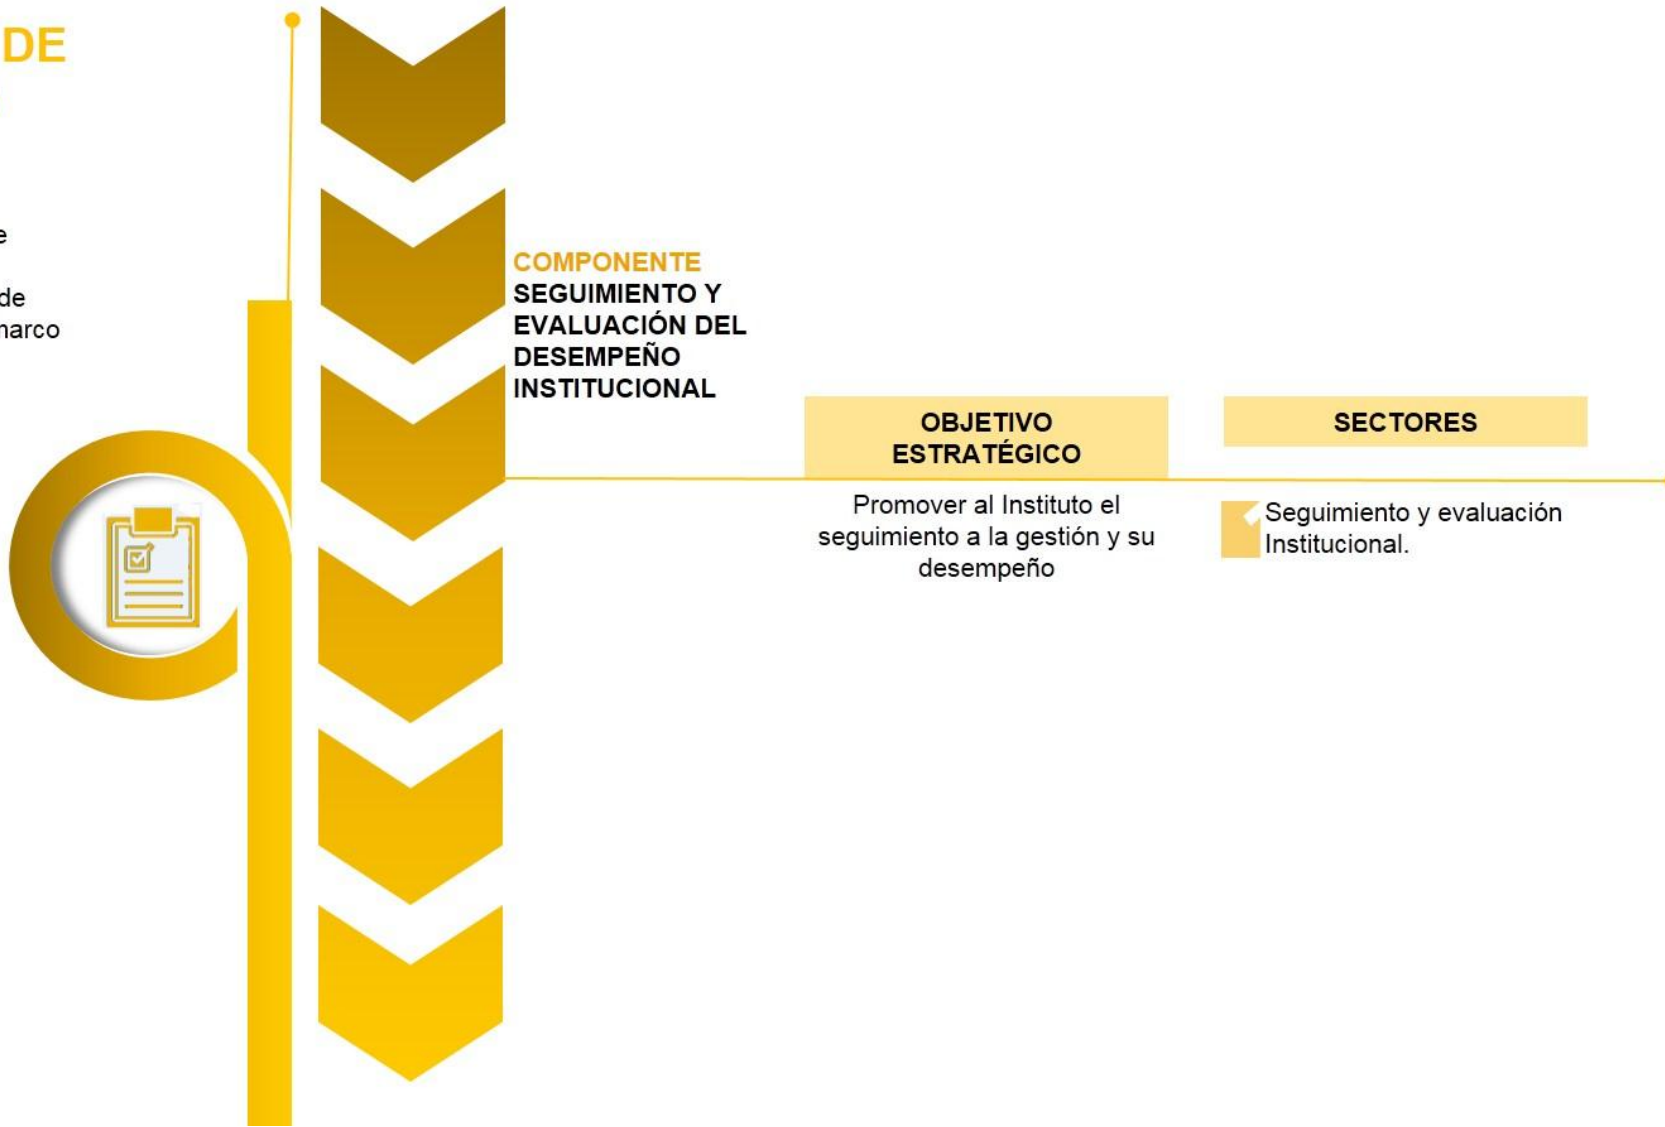 DE
e
de
marco
COMPONENTE
SEGUIMIENTO Y
EVALUACIÓN DEL
DESEMPEÑO
INSTITUCIONAL
OBJETIVO
ESTRATÉGICO
Promover al Instituto el
seguimiento a la gestión y su
desempeño
SECTORES
Seguimiento y evaluación
Institucional.